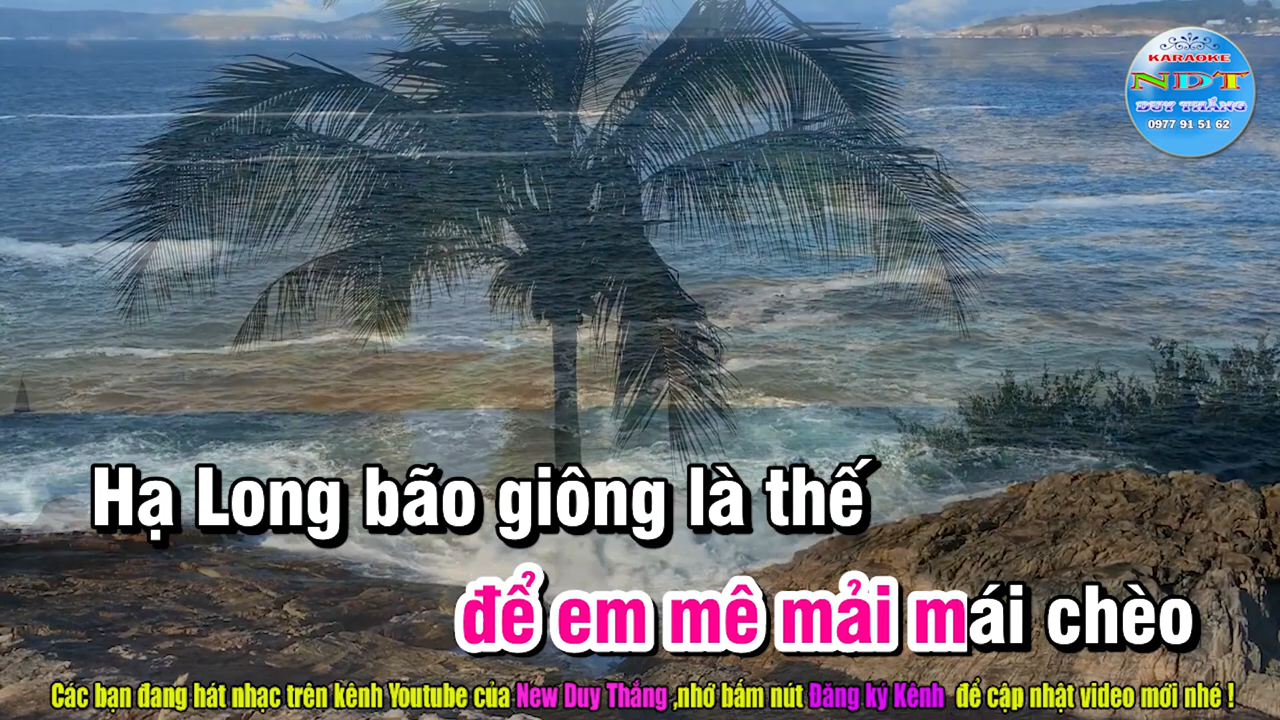 KARAOKE
NDT
DUY THẮNG
0977 91 51 62
Hạ Long bão giông là thế
để em mê mải mái chèo
Các bạn đang hát nhạc trên kênh Youtube của New Duy Thắng ,nhớ bấm nút Đăng ký Kênh để cập nhật video mới nhé !